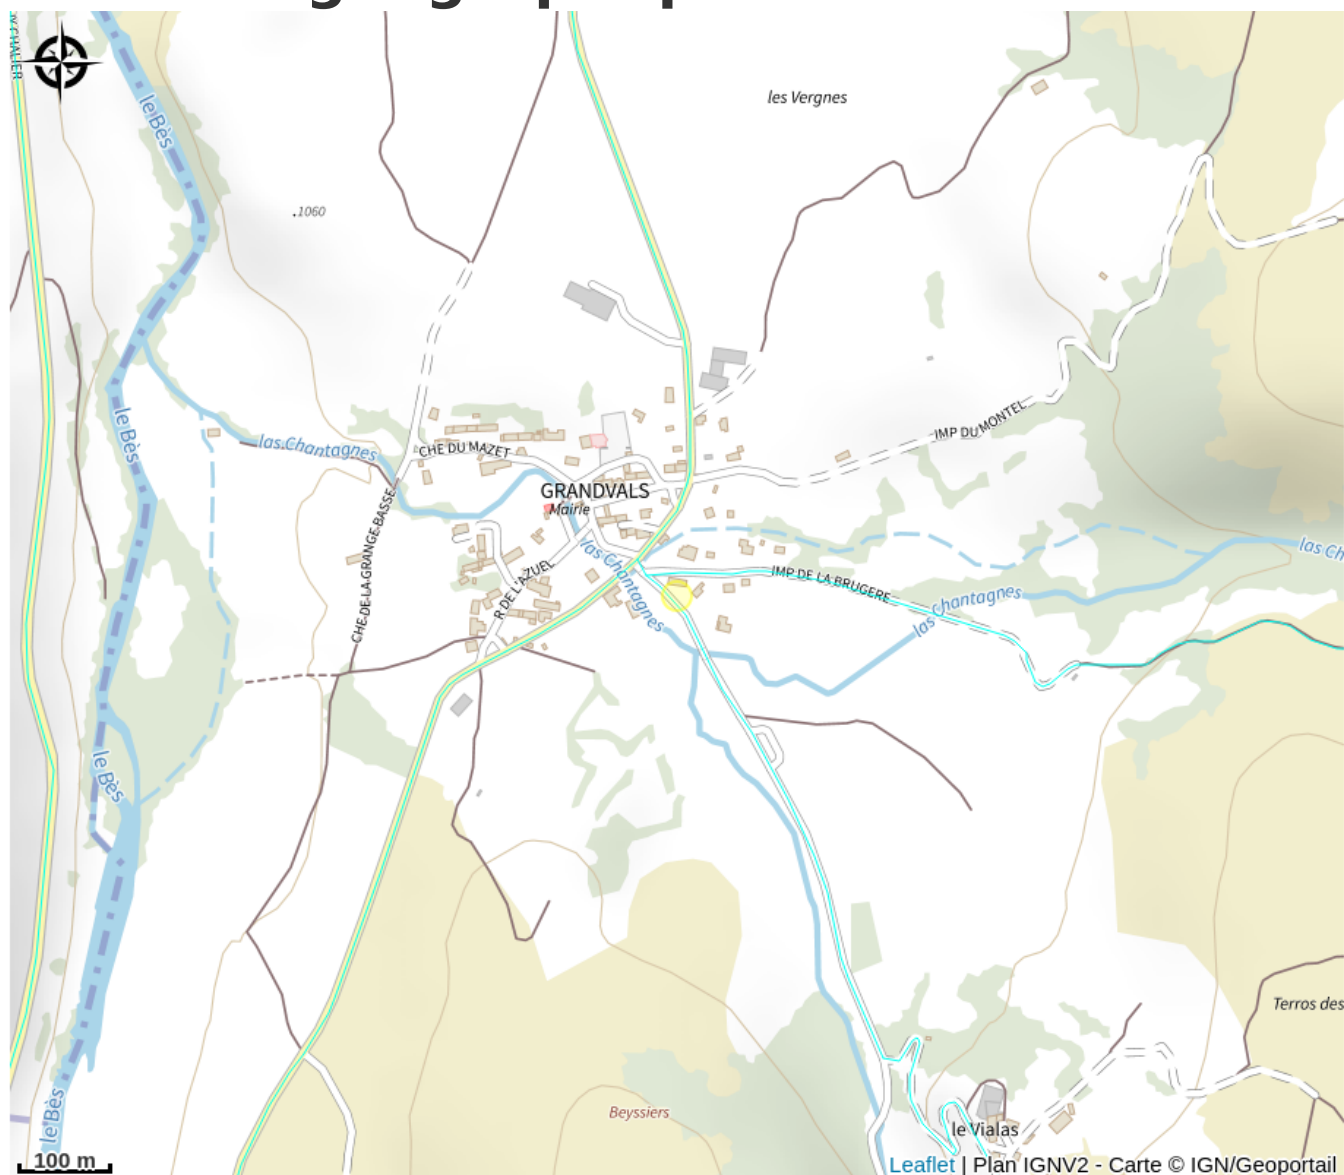 les Vergnes
le Bès
.1060
IMP DU MONTEL
le Bès
las Chantagnes
CHE DU MAZET
GRANDVALS
Mairie
CHE-DE-LA-GRANGE-BASSE
R DE L'AZUEL
las Chantagnes
IMP DE LA BRUGERE
las Chantagnes
las Ch
le Bès
Terros des
le Bès
Beyssiers
le Vialas
100 m
Leaflet | Plan IGNV2 - Carte © IGN/Geoportail